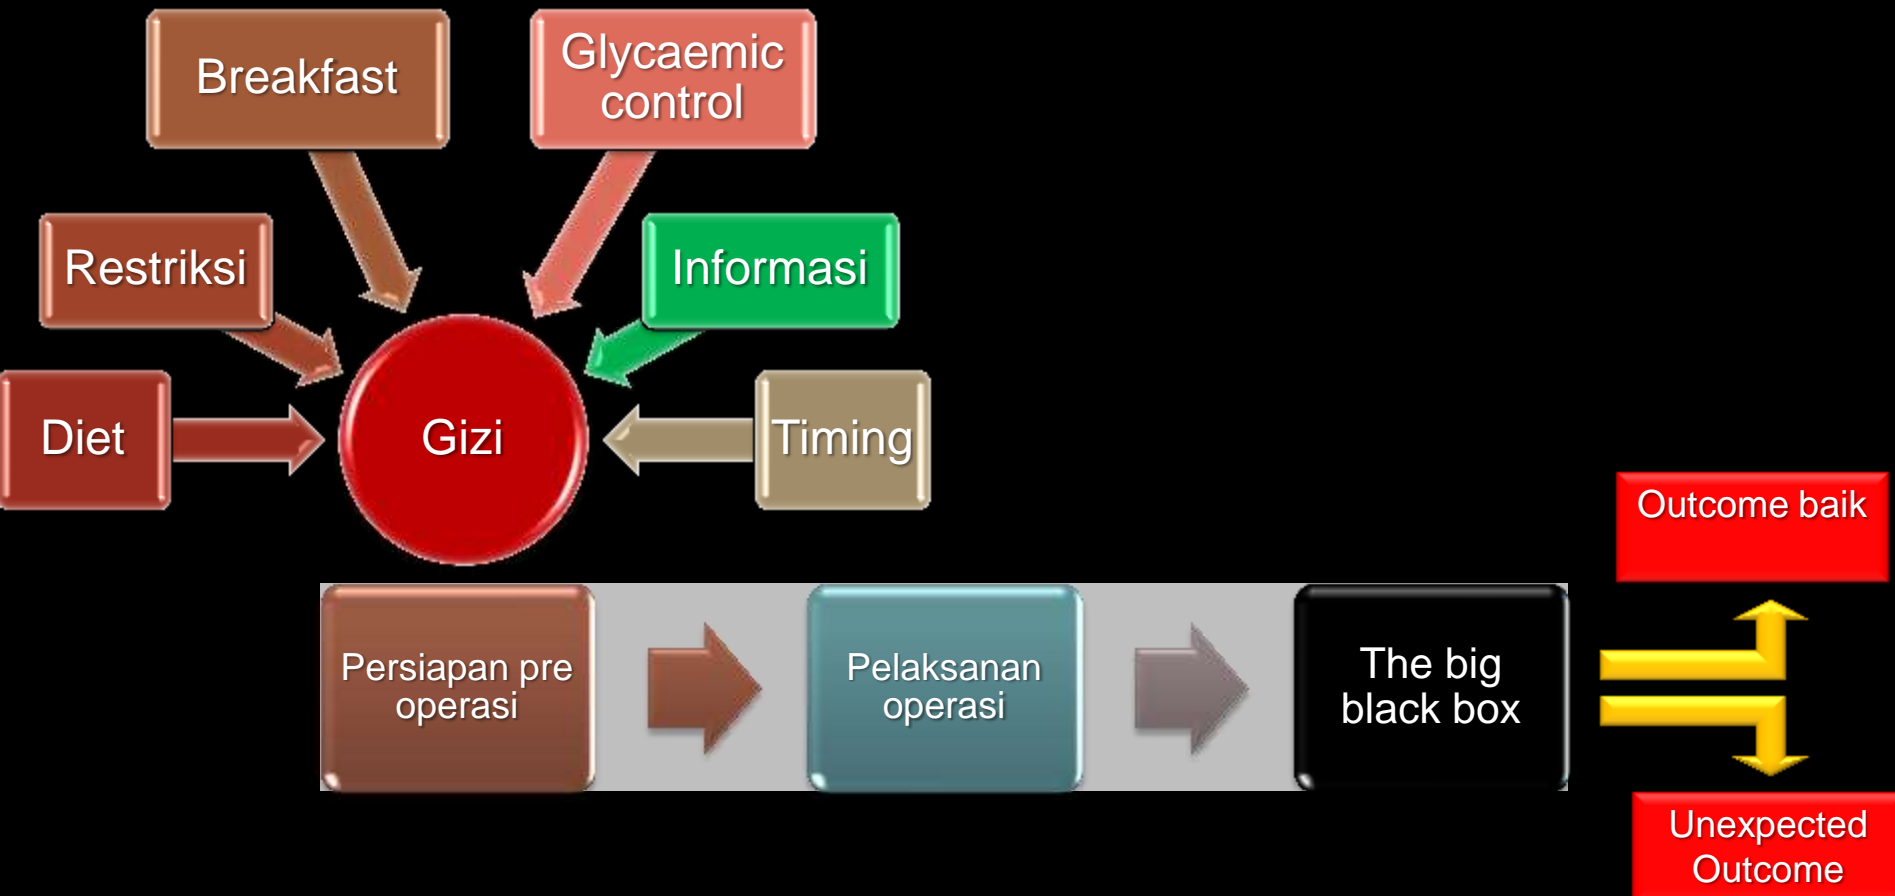 Breakfast
Glycaemic
control
Restriksi
Informasi
Diet
Gizi
Timing
Outcome baik
Persiapan pre
operasi
Pelaksanan
operasi
The big
black box
Unexpected
Outcome